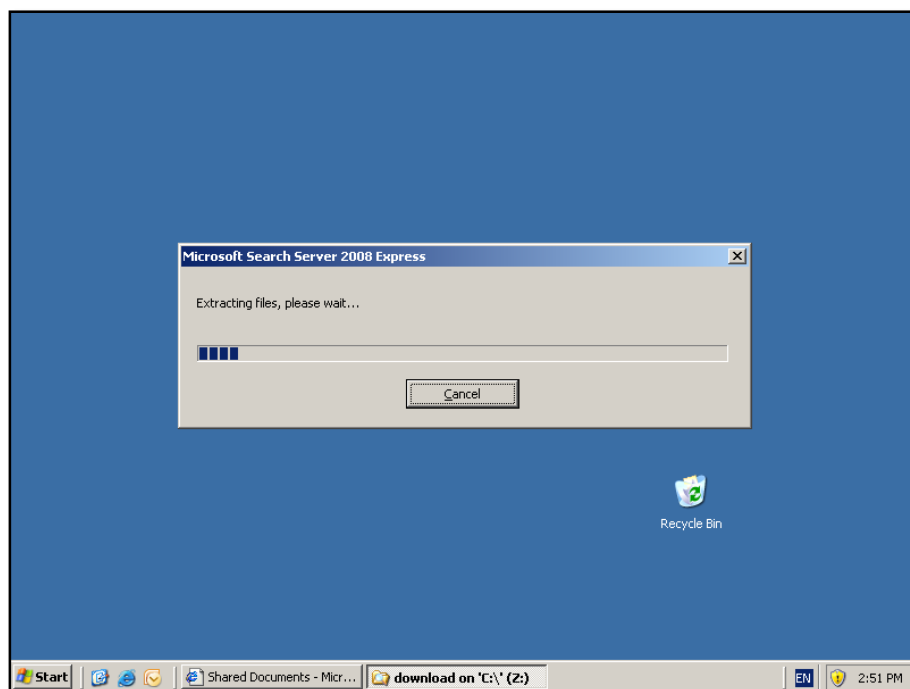 Microsoft Search Server 2008 Express
Extracting files, please wait...
Cancel
Recycle Bin
Start
Shared Documents - Micr...
download on 'C:\' (Z:)
EN
2:51 PM